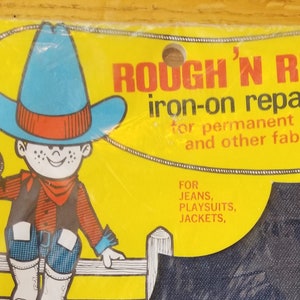 ROUGH 'N R
iron-on repa
for permanent
and other fab
FOR
JEANS,
PLAYSUITS,
JACKETS,